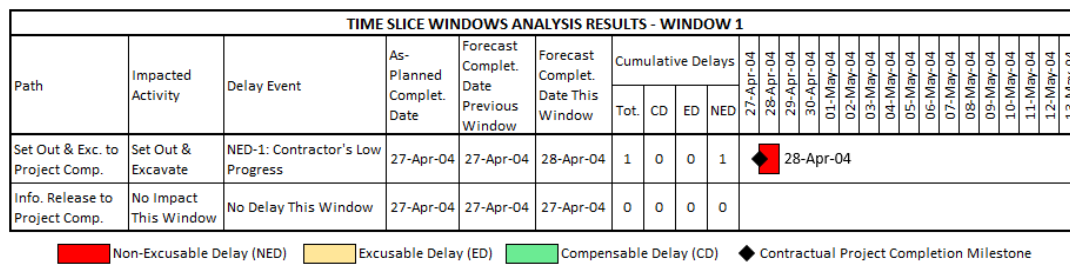 TIME SLICE WINDOWS ANALYSIS RESULTS - WINDOW 1
Path
Impacted
Activity
Delay Event
As-
Planned
Complet.
Date
Forecast
Complet.
Date
Previous
Window
Forecast
Complet.
Date This
Window
Cumulative Delays
Tot.
CD
ED
NED
27-Apr-04
28-Apr-04
29-Apr-04
30-Apr-04
01-May-04
02-May-04
03-May-04
04-May-04
05-May-04
06-May-04
07-May-04
08-May-04
09-May-04
10-May-04
11-May-04
12-May-04
13-May-04
Set Out & Exc. to
Project Comp.
Set Out &
Excavate
NED-1: Contractor's Low
Progress
27-Apr-04
27-Apr-04
28-Apr-04
1
0
0
1
28-Apr-04
Info. Release to
Project Comp.
No Impact
This Window
No Delay This Window
27-Apr-04
27-Apr-04
27-Apr-04
0
0
0
0
Non-Excusable Delay (NED)
Excusable Delay (ED)
Compensable Delay (CD)
Contractual Project Completion Milestone